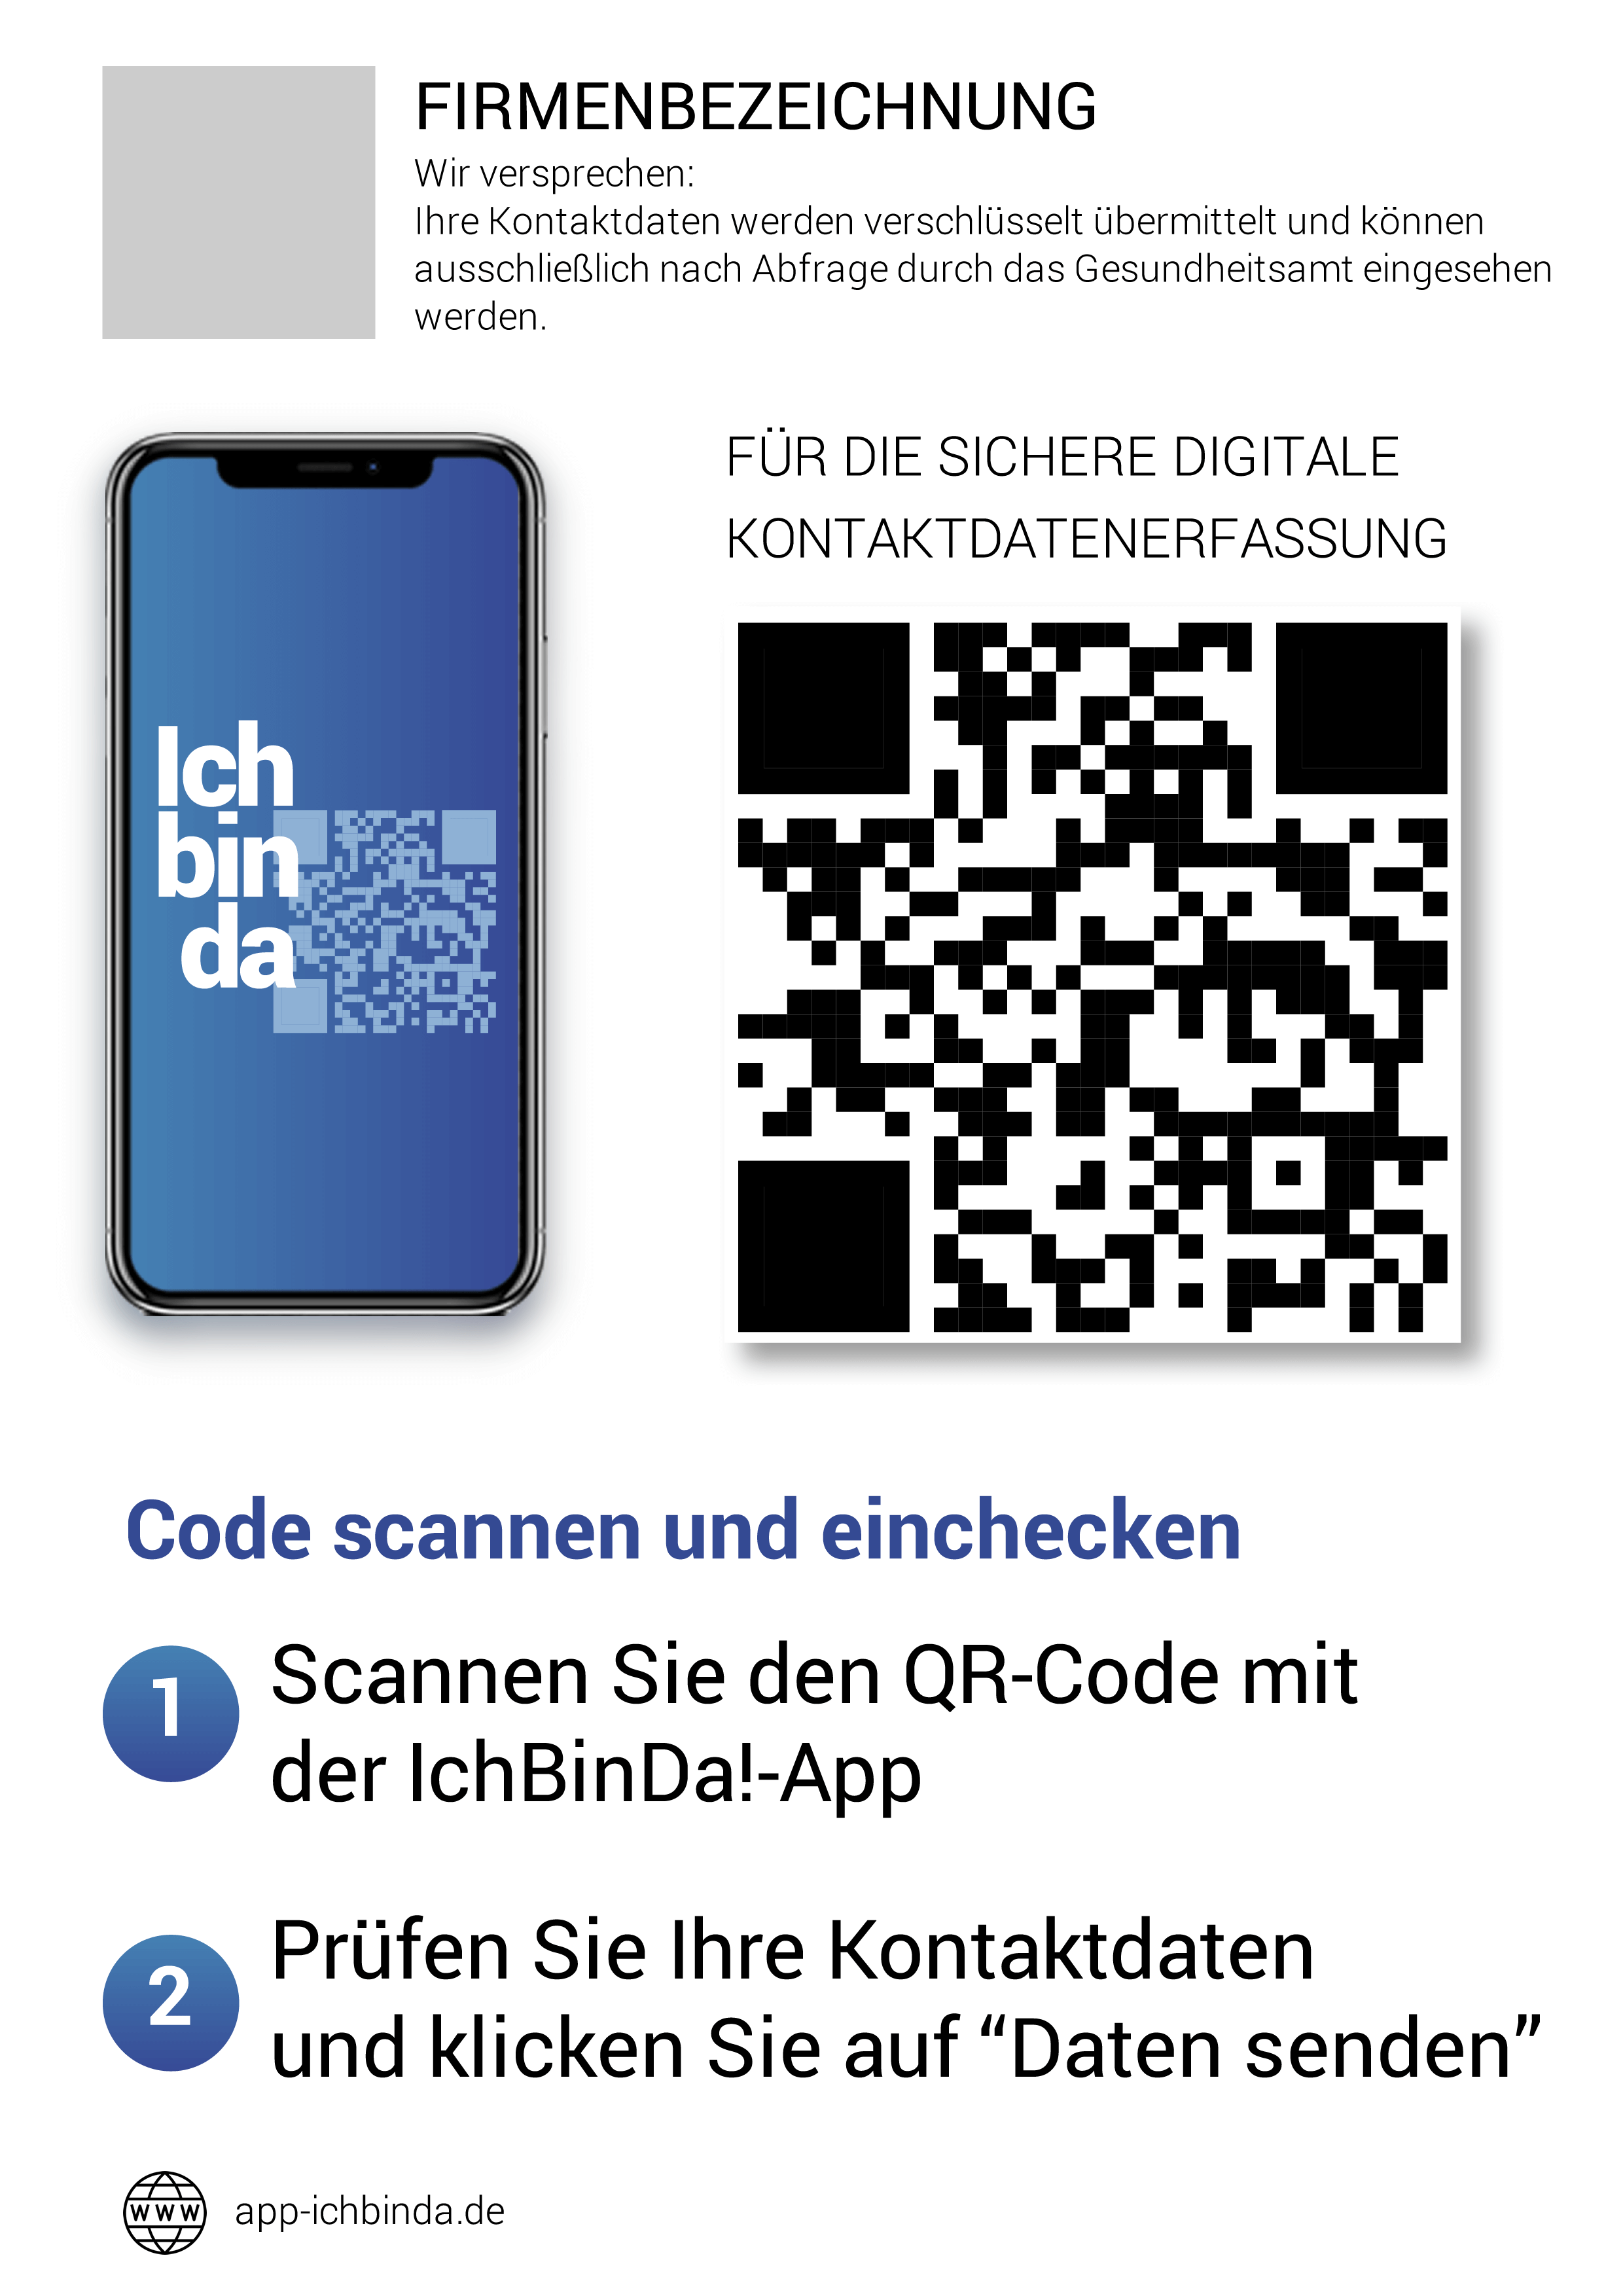 FIRMENBEZEICHNUNG
Wir versprechen:
Ihre Kontaktdaten werden verschlüsselt übermittelt und können
ausschließlich nach Abfrage durch das Gesundheitsamt eingesehen
werden.
FÜR DIE SICHERE DIGITALE
KONTAKTDATENERFASSUNG
Ich
bin
da
Code scannen und einchecken
1
Scannen Sie den QR-Code mit
der IchBinDa!-App
2
Prüfen Sie Ihre Kontaktdaten
und klicken Sie auf “Daten senden”
WWW
app-ichbinda.de